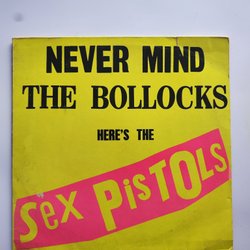 NEVER MIND
THE BOLLOCKS
HERE'S THE
SEX PiSTOLS